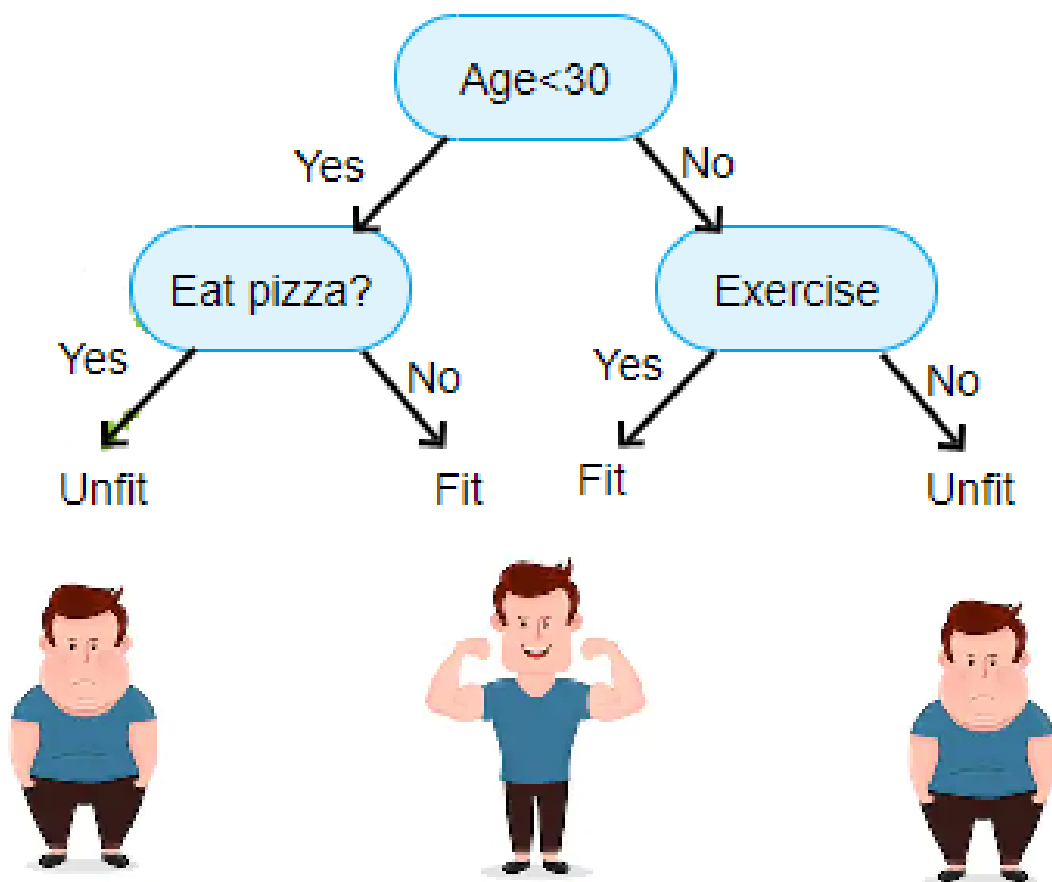 Age<30
Yes
No
Eat pizza?
Exercise
Yes
No
Yes
No
Unfit
Fit
Fit
Unfit